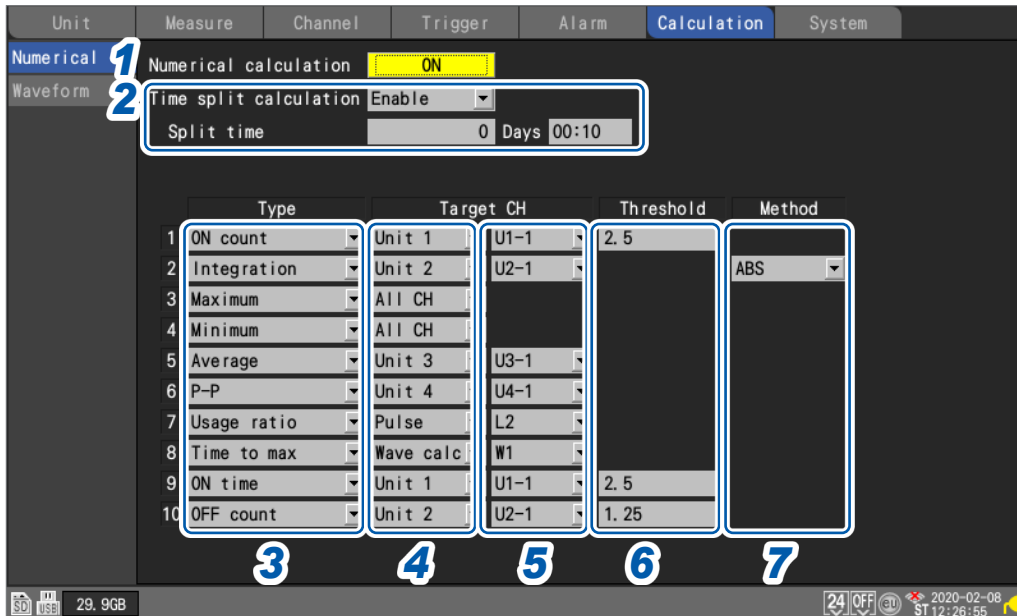 Unit Measure Channel Trigger Alarm Calculation System
Numerical 1 Numerical calculation ON
Waveform 2 Time split calculation Enable
Split time 0 Days 00:10
Type Target CH Threshold Method
1 ON count Unit 1 U1-1 2.5
2 Integration Unit 2 U2-1 ABS
3 Maximum All CH
4 Minimum All CH
5 Average Unit 3 U3-1
6 P-P Unit 4 U4-1
7 Usage ratio Pulse L2
8 Time to max Wave calc W1
9 ON time Unit 1 U1-1 2.5
10 OFF count Unit 2 U2-1 1.25
3 4 5 6 7
SD USB 29.9GB 24 OFF eu 2020-02-08
ST 12:26:55